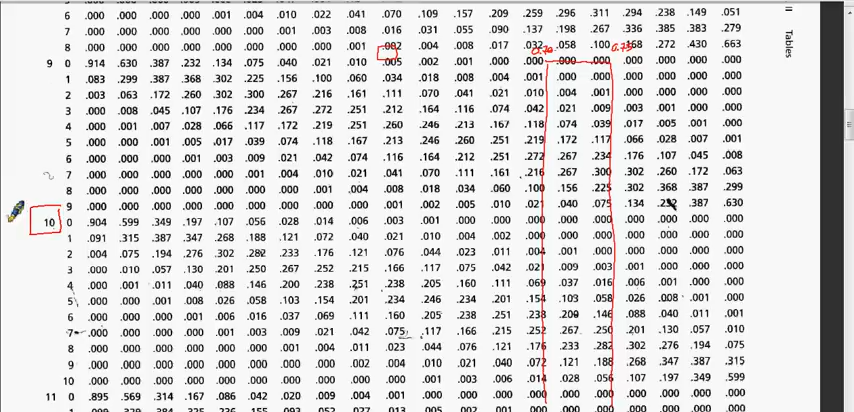 6 .000 .000 .000 .000 .001 .004 .010 .022 .041 .070 .109 .157 .209 .259 .296 .311 .294 .238 .149 .051
7 .000 .000 .000 .000 .000 .000 .001 .003 .008 .016 .031 .055 .090 .137 .198 .267 .336 .385 .383 .279
8 .000 .000 .000 .000 .000 .000 .000 .000 .001 .002 .004 .008 .017 .032 .058 .100 .168 .272 .430 .663
0.70 0.75
9 0 .914 .630 .387 .232 .134 .075 .040 .021 .010 .005 .002 .001 .000 .000 .000 .000 .000 .000 .000 .000
1 .083 .299 .387 .368 .302 .225 .156 .100 .060 .034 .018 .008 .004 .001 .000 .000 .000 .000 .000 .000
2 .003 .063 .172 .260 .302 .300 .267 .216 .161 .111 .070 .041 .021 .010 .004 .001 .000 .000 .000 .000
3 .000 .008 .045 .107 .176 .234 .267 .272 .251 .212 .164 .116 .074 .042 .021 .009 .003 .001 .000 .000
4 .000 .001 .007 .028 .066 .117 .172 .219 .251 .260 .246 .213 .167 .118 .074 .039 .017 .005 .001 .000
5 .000 .000 .001 .005 .017 .039 .074 .118 .167 .213 .246 .260 .251 .219 .172 .117 .066 .028 .007 .001
6 .000 .000 .000 .001 .003 .009 .021 .042 .074 .116 .164 .212 .251 .272 .267 .234 .176 .107 .045 .008
7 .000 .000 .000 .000 .000 .001 .004 .010 .021 .041 .070 .111 .161 .216 .267 .300 .302 .260 .172 .063
8 .000 .000 .000 .000 .000 .000 .000 .001 .004 .008 .018 .034 .060 .100 .156 .225 .302 .368 .387 .299
9 .000 .000 .000 .000 .000 .000 .000 .000 .000 .001 .002 .005 .010 .021 .040 .075 .134 .232 .387 .630
10 0 .904 .599 .349 .197 .107 .056 .028 .014 .006 .003 .001 .000 .000 .000 .000 .000 .000 .000 .000 .000
1 .091 .315 .387 .347 .268 .188 .121 .072 .040 .021 .010 .004 .002 .000 .000 .000 .000 .000 .000 .000
2 .004 .075 .194 .276 .302 .282 .233 .176 .121 .076 .044 .023 .011 .004 .001 .000 .000 .000 .000 .000
3 .000 .010 .057 .130 .201 .250 .267 .252 .215 .166 .117 .075 .042 .021 .009 .003 .001 .000 .000 .000
4 .000 .001 .011 .040 .088 .146 .200 .238 .251 .238 .205 .160 .111 .069 .037 .016 .006 .001 .000 .000
5 .000 .000 .001 .008 .026 .058 .103 .154 .201 .234 .246 .234 .201 .154 .103 .058 .026 .008 .001 .000
6 .000 .000 .000 .001 .006 .016 .037 .069 .111 .160 .205 .238 .251 .238 .200 .146 .088 .040 .011 .001
7 .000 .000 .000 .000 .001 .003 .009 .021 .042 .075 .117 .166 .215 .252 .267 .250 .201 .130 .057 .010
8 .000 .000 .000 .000 .000 .000 .001 .004 .011 .023 .044 .076 .121 .176 .233 .282 .302 .276 .194 .075
9 .000 .000 .000 .000 .000 .000 .000 .000 .002 .004 .010 .021 .040 .072 .121 .188 .268 .347 .387 .315
10 .000 .000 .000 .000 .000 .000 .000 .000 .000 .000 .001 .003 .006 .014 .028 .056 .107 .197 .349 .599
11 0 .895 .569 .314 .167 .086 .042 .020 .009 .004 .001 .000 .000 .000 .000 .000 .000 .000 .000 .000 .000
II Tables